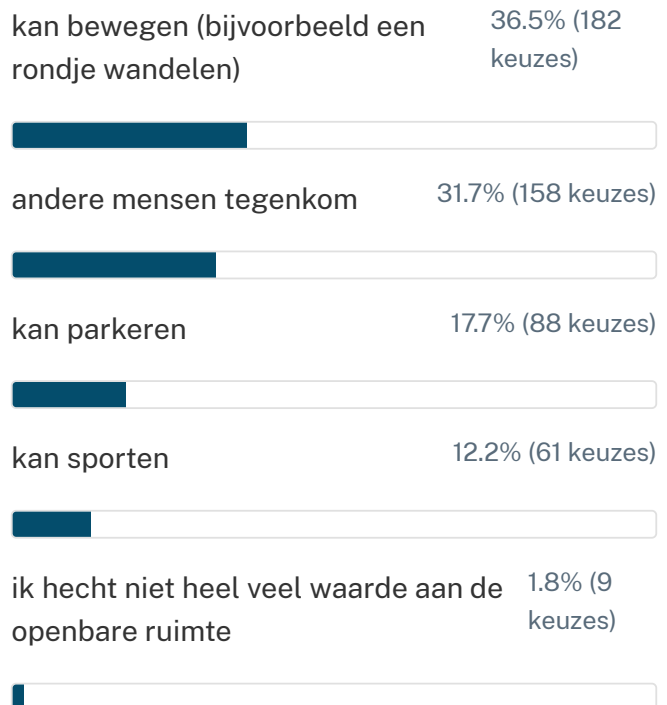 kan bewegen (bijvoorbeeld een
rondje wandelen)
36.5% (182
keuzes)
andere mensen tegenkom
31.7% (158 keuzes)
kan parkeren
17.7% (88 keuzes)
kan sporten
12.2% (61 keuzes)
ik hecht niet heel veel waarde aan de
openbare ruimte
1.8% (9
keuzes)